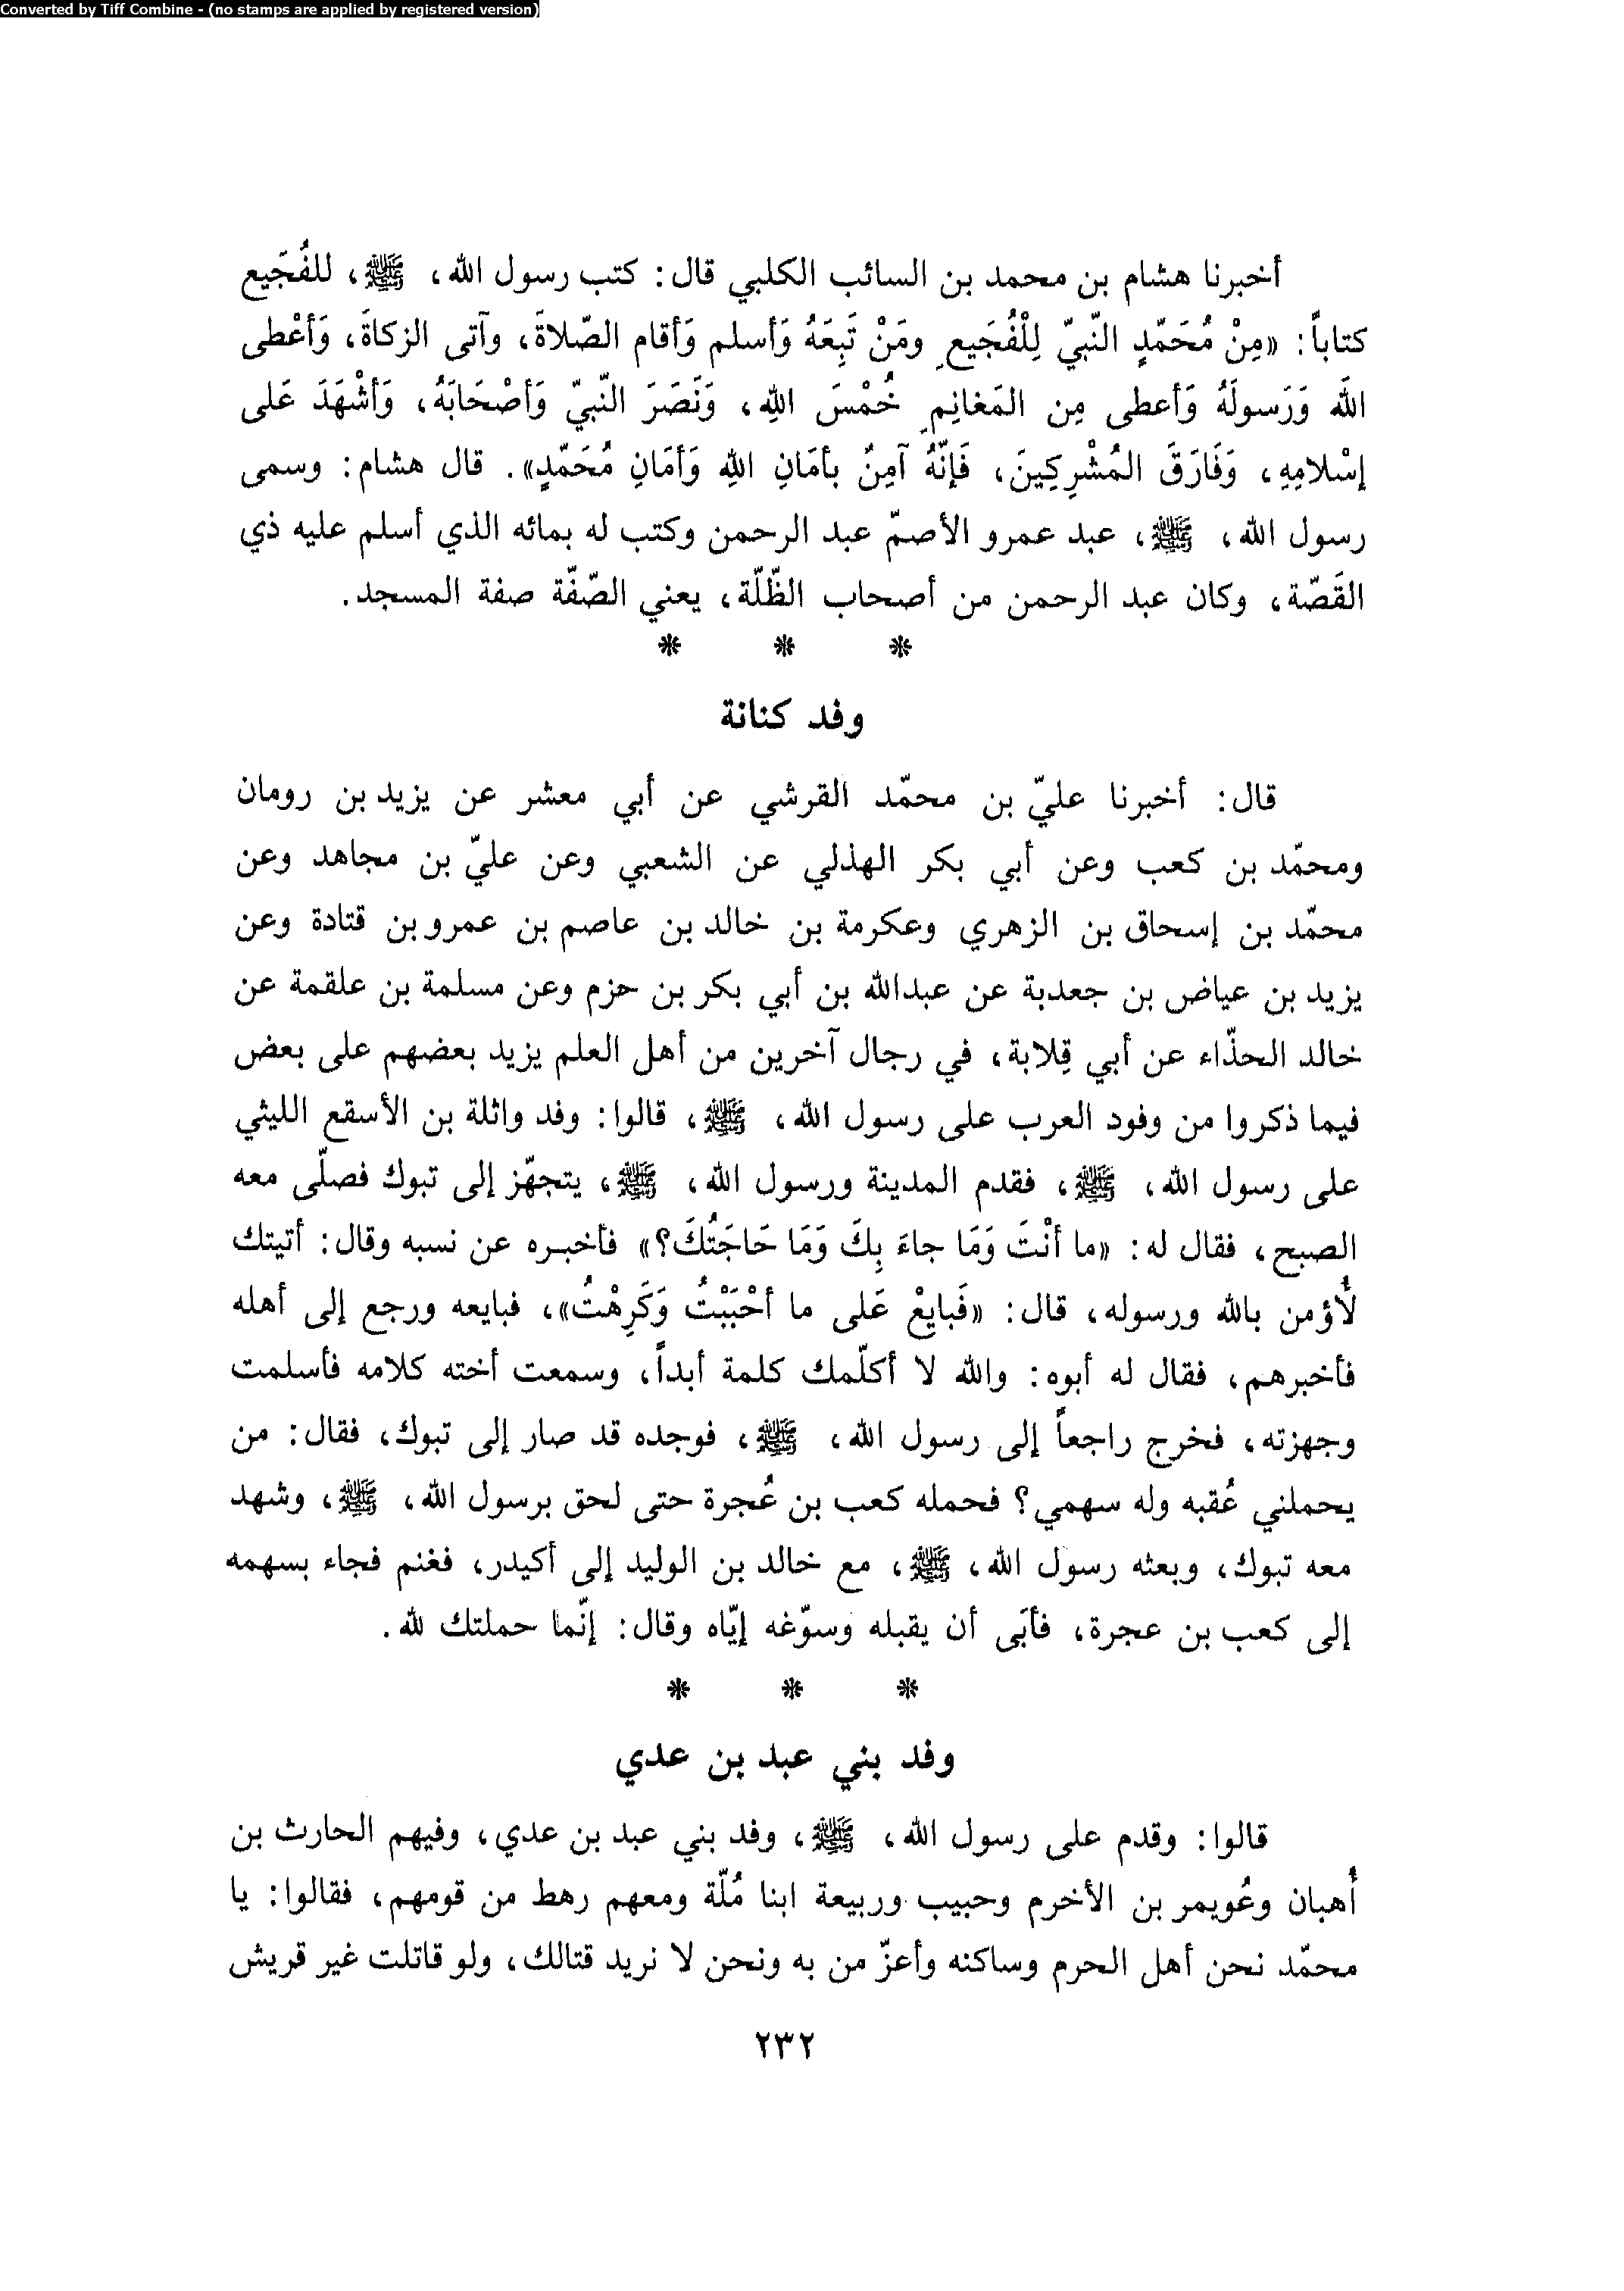 Converted by Tiff Combine - (no stamps are applied by registered version)
أخبرنا هشام بن محمد بن السائب الكلبي قال: كتب رسول الله، ﷺ، للفُجَيع
كتاباً: «مِنْ مُحَمّدٍ النّبيّ لِلْفُجَيعِ ومَنْ تَبِعَهُ وَأسلم وَأقام الصّلاةَ، وآتى الزكاةَ، وَأعْطى
اللَه وَرَسولَهُ وَأعطى مِن المَغانِمِ خُمْسَ اللهِ، وَنَصَرَ النّبيّ وَأصْحَابَهُ، وَأشْهَدَ عَلى
إسْلامِهِ، وَفَارَقَ المُشْرِكِينَ، فَإنّهُ آمِنٌ بأمَانِ اللهِ وَأمَانِ مُحَمّدٍ». قال هشام: وسمى
رسول الله، ﷺ، عبد عمرو الأصمّ عبد الرحمن وكتب له بمائه الذي أسلم عليه ذي
القَصّة، وكان عبد الرحمن من أصحاب الظّلّة، يعني الصّفّة صفة المسجد.
* * *
وفد كنانة
قال: أخبرنا عليّ بن محمّد القرشي عن أبي معشر عن يزيد بن رومان
ومحمّد بن كعب وعن أبي بكر الهذلي عن الشعبي وعن عليّ بن مجاهد وعن
محمّد بن إسحاق بن الزهري وعكرمة بن خالد بن عاصم بن عمرو بن قتادة وعن
يزيد بن عياض بن جعدبة عن عبدالله بن أبي بكر بن حزم وعن مسلمة بن علقمة عن
خالد الحذّاء عن أبي قِلابة، في رجال آخرين من أهل العلم يزيد بعضهم على بعض
فيما ذكروا من وفود العرب على رسول الله، ﷺ، قالوا: وفد واثلة بن الأسقع الليثي
على رسول الله، ﷺ، فقدم المدينة ورسول الله، ﷺ، يتجهّز إلى تبوك فصلّى معه
الصبح، فقال له: «ما أنْتَ وَمَا جاءَ بِكَ وَمَا حَاجَتُكَ؟» فأخبره عن نسبه وقال: أتيتك
لأُؤمن بالله ورسوله، قال: «فَبايِعْ عَلى ما أحْبَبْتُ وَكَرِهْتُ»، فبايعه ورجع إلى أهله
فأخبرهم، فقال له أبوه: والله لا أكلّمك كلمة أبداً، وسمعت أخته كلامه فأسلمت
وجهزته، فخرج راجعاً إلى رسول الله، ﷺ، فوجده قد صار إلى تبوك، فقال: من
يحملني عُقبه وله سهمي؟ فحمله كعب بن عُجرة حتى لحق برسول الله، ﷺ، وشهد
معه تبوك، وبعثه رسول الله، ﷺ، مع خالد بن الوليد إلى أكيدر، فغنم فجاء بسهمه
إلى كعب بن عجرة، فأبَى أن يقبله وسوّغه إيّاه وقال: إنّما حملتك لله.
* * *
وفد بني عبد بن عدي
قالوا: وقدم على رسول الله، ﷺ، وفد بني عبد بن عدي، وفيهم الحارث بن
أُهبان وعُويمر بن الأخرم وحبيب وربيعة ابنا مُلّة ومعهم رهط من قومهم، فقالوا: يا
محمّد نحن أهل الحرم وساكنه وأعزّ من به ونحن لا نريد قتالك، ولو قاتلت غير قريش
٢٣٢